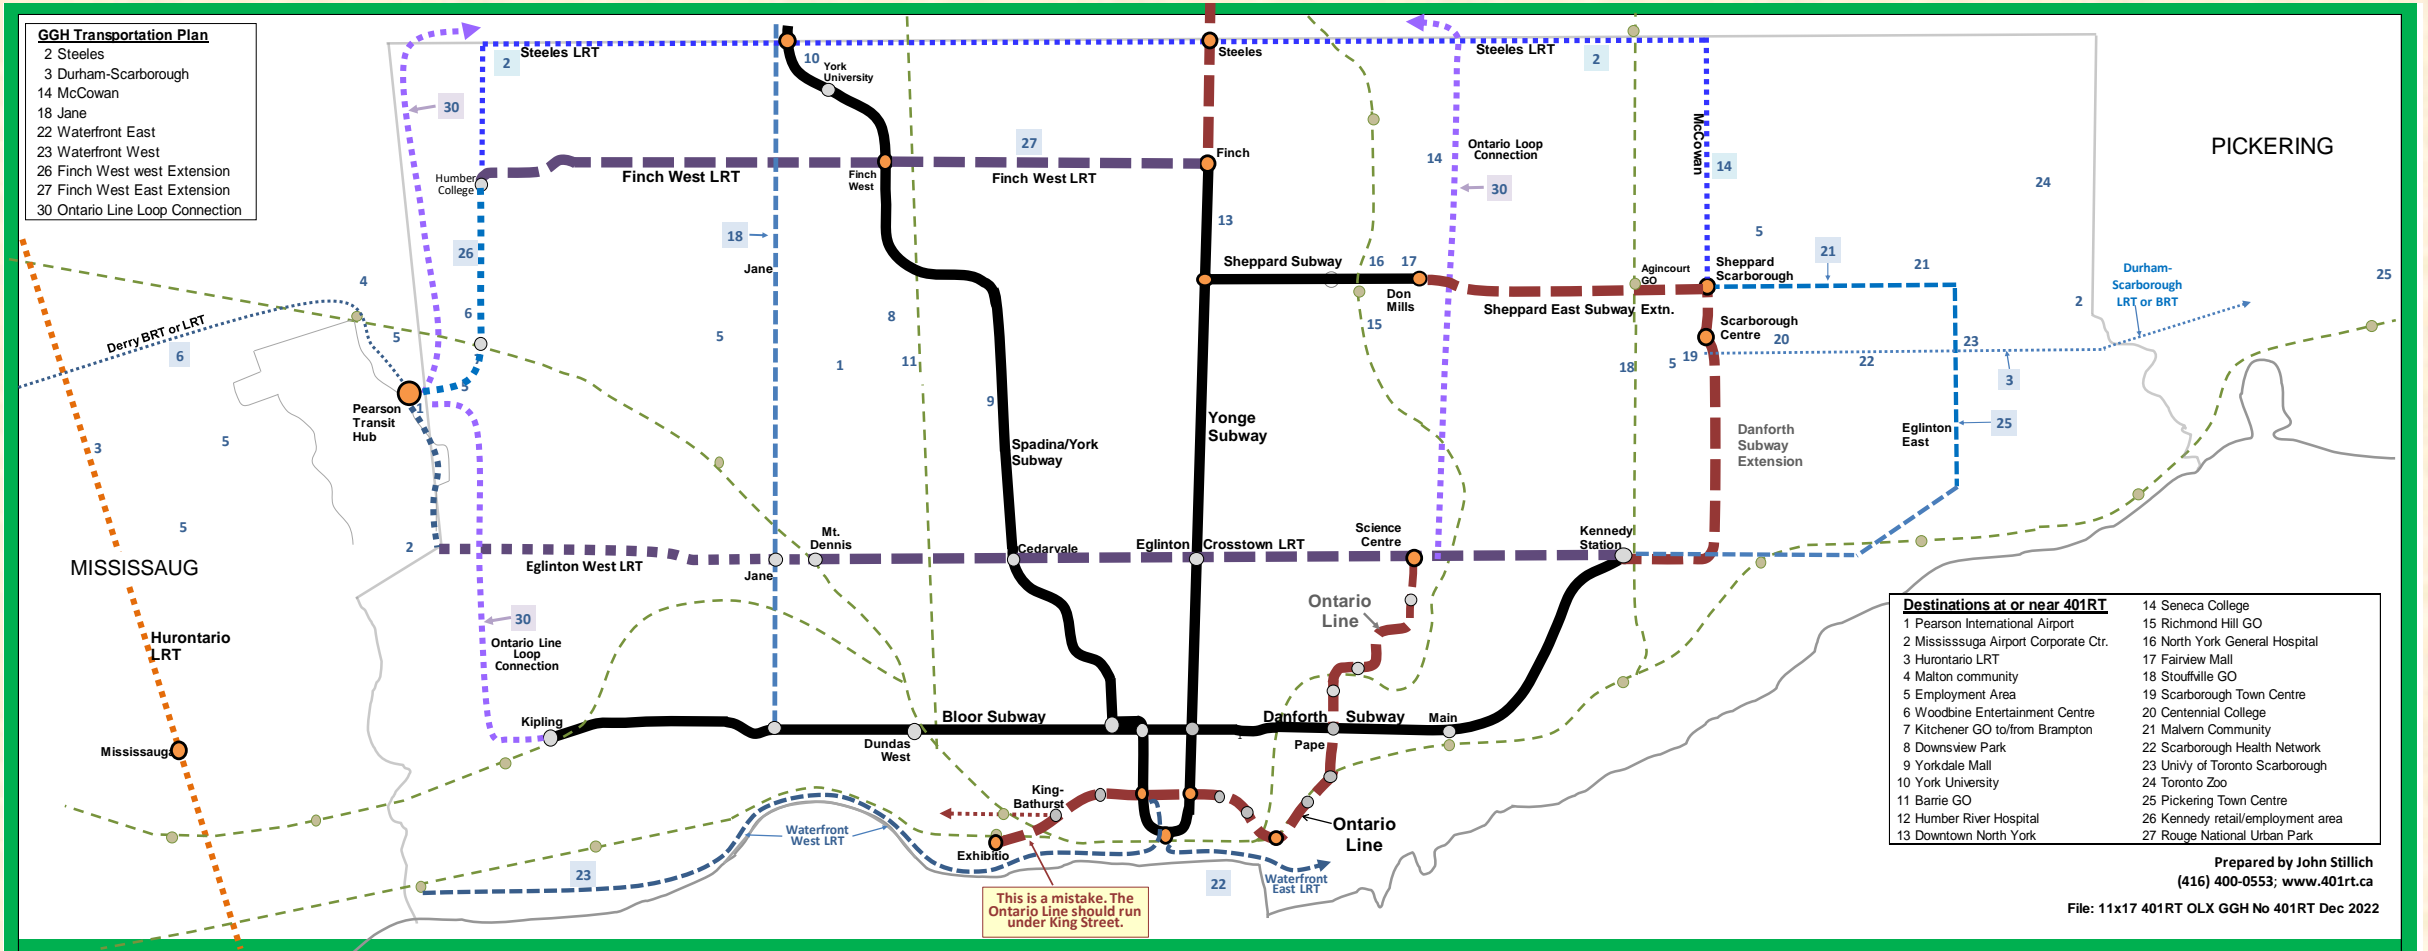 GGH Transportation Plan
2 Steeles
3 Durham-Scarborough
14 McCowan
18 Jane
22 Waterfront East
23 Waterfront West
26 Finch West west Extension
27 Finch West East Extension
30 Ontario Line Loop Connection
2
Steeles LRT
10
York
University
Steeles
Steeles LRT
2
30
27
McCowan
PICKERING
Humber
College
Finch West LRT
Finch
West
Finch West LRT
Finch
14
Ontario Loop
Connection
30
14
24
13
18
Jane
26
4
6
5
Derry BRT or LRT
6
Sheppard Subway
16
17
Don
Mills
15
Sheppard East Subway Extn.
Agincourt
GO
Sheppard
Scarborough
5
21
21
Durham-
Scarborough
LRT or BRT
25
2
Scarborough
Centre
20
19
5
18
22
23
3
5
8
1
11
9
5
1
Pearson
Transit
Hub
3
5
5
Spadina/York
Subway
Yonge
Subway
Danforth
Subway
Extension
Eglinton
East
25
2
MISSISSAUG
Eglinton West LRT
Jane
Mt.
Dennis
Cedarvale
Eglinton
Crosstown LRT
Science
Centre
Kennedy
Station
Hurontario
LRT
30
Ontario Line
Loop
Connection
Ontario
Line
Mississauga
Kipling
Dundas
West
Bloor Subway
Danforth
Subway
Pape
Main
King-
Bathurst
Exhibitio
Waterfront
West LRT
23
Ontario
Line
22
Waterfront
East LRT
This is a mistake. The
Ontario Line should run
under King Street.
Destinations at or near 401RT
1 Pearson International Airport
2 Mississsuga Airport Corporate Ctr.
3 Hurontario LRT
4 Malton community
5 Employment Area
6 Woodbine Entertainment Centre
7 Kitchener GO to/from Brampton
8 Downsview Park
9 Yorkdale Mall
10 York University
11 Barrie GO
12 Humber River Hospital
13 Downtown North York
14 Seneca College
15 Richmond Hill GO
16 North York General Hospital
17 Fairview Mall
18 Stouffville GO
19 Scarborough Town Centre
20 Centennial College
21 Malvern Community
22 Scarborough Health Network
23 Univ'y of Toronto Scarborough
24 Toronto Zoo
25 Pickering Town Centre
26 Kennedy retail/employment area
27 Rouge National Urban Park
Prepared by John Stillich
(416) 400-0553; www.401rt.ca
File: 11x17 401RT OLX GGH No 401RT Dec 2022